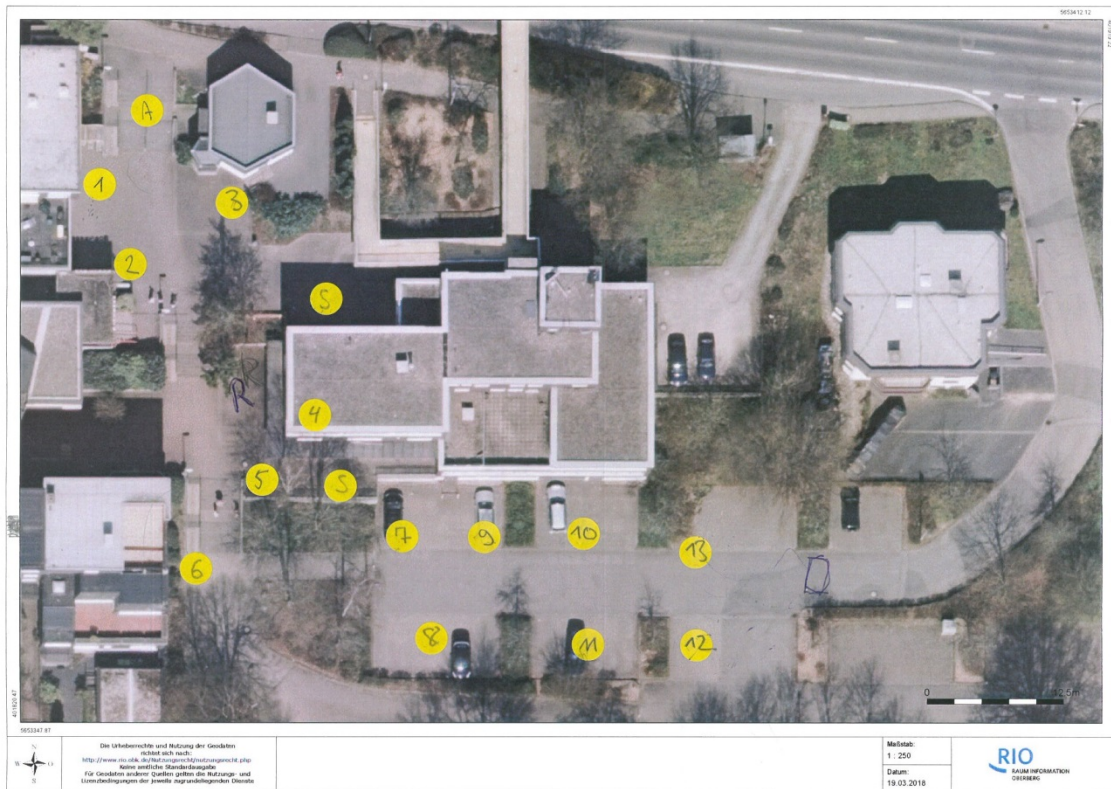 5653412 12
A
1
3
2
S
R
4
5
S
7
9
10
13
6
8
11
12
0
12,5m
5653347 97
Die Urheberrechte und Nutzung der Geodaten
richtet sich nach:
http://www.rio.obk.de/Nutzungsrecht/nutzungsrecht.php
Keine amtliche Standardausgabe
Für Geodaten anderer Quellen gelten die Nutzungs- und
Lizenzbedingungen der jeweils zugrundeliegenden Dienste
N
W
O
S
Maßstab:
1 : 250
Datum:
19.03.2018
RIO
RAUM INFORMATION
OBERBERG